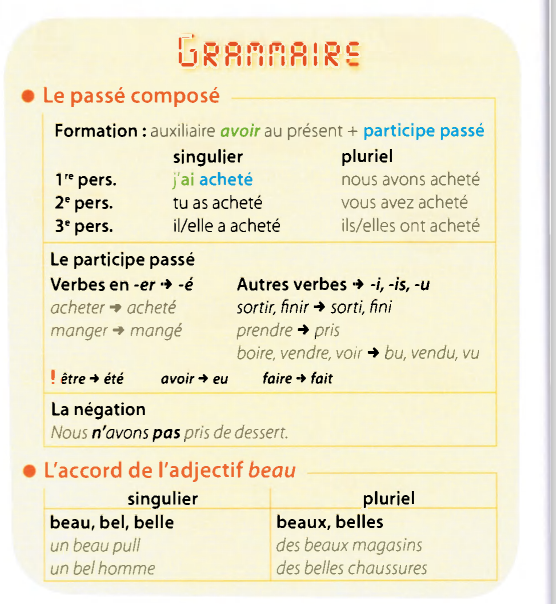 GRAMMAIRE
● Le passé composé
Formation : auxiliaire avoir au présent + participe passé
singulier pluriel
1re pers. j'ai acheté nous avons acheté
2e pers. tu as acheté vous avez acheté
3e pers. il/elle a acheté ils/elles ont acheté
Le participe passé
Verbes en -er → -é Autres verbes → -i, -is, -u
acheter → acheté sortir, finir → sorti, fini
manger → mangé prendre → pris
boire, vendre, voir → bu, vendu, vu
! être → été avoir → eu faire → fait
La négation
Nous n'avons pas pris de dessert.
● L'accord de l'adjectif beau
singulier pluriel
beau, bel, belle beaux, belles
un beau pull des beaux magasins
un bel homme des belles chaussures